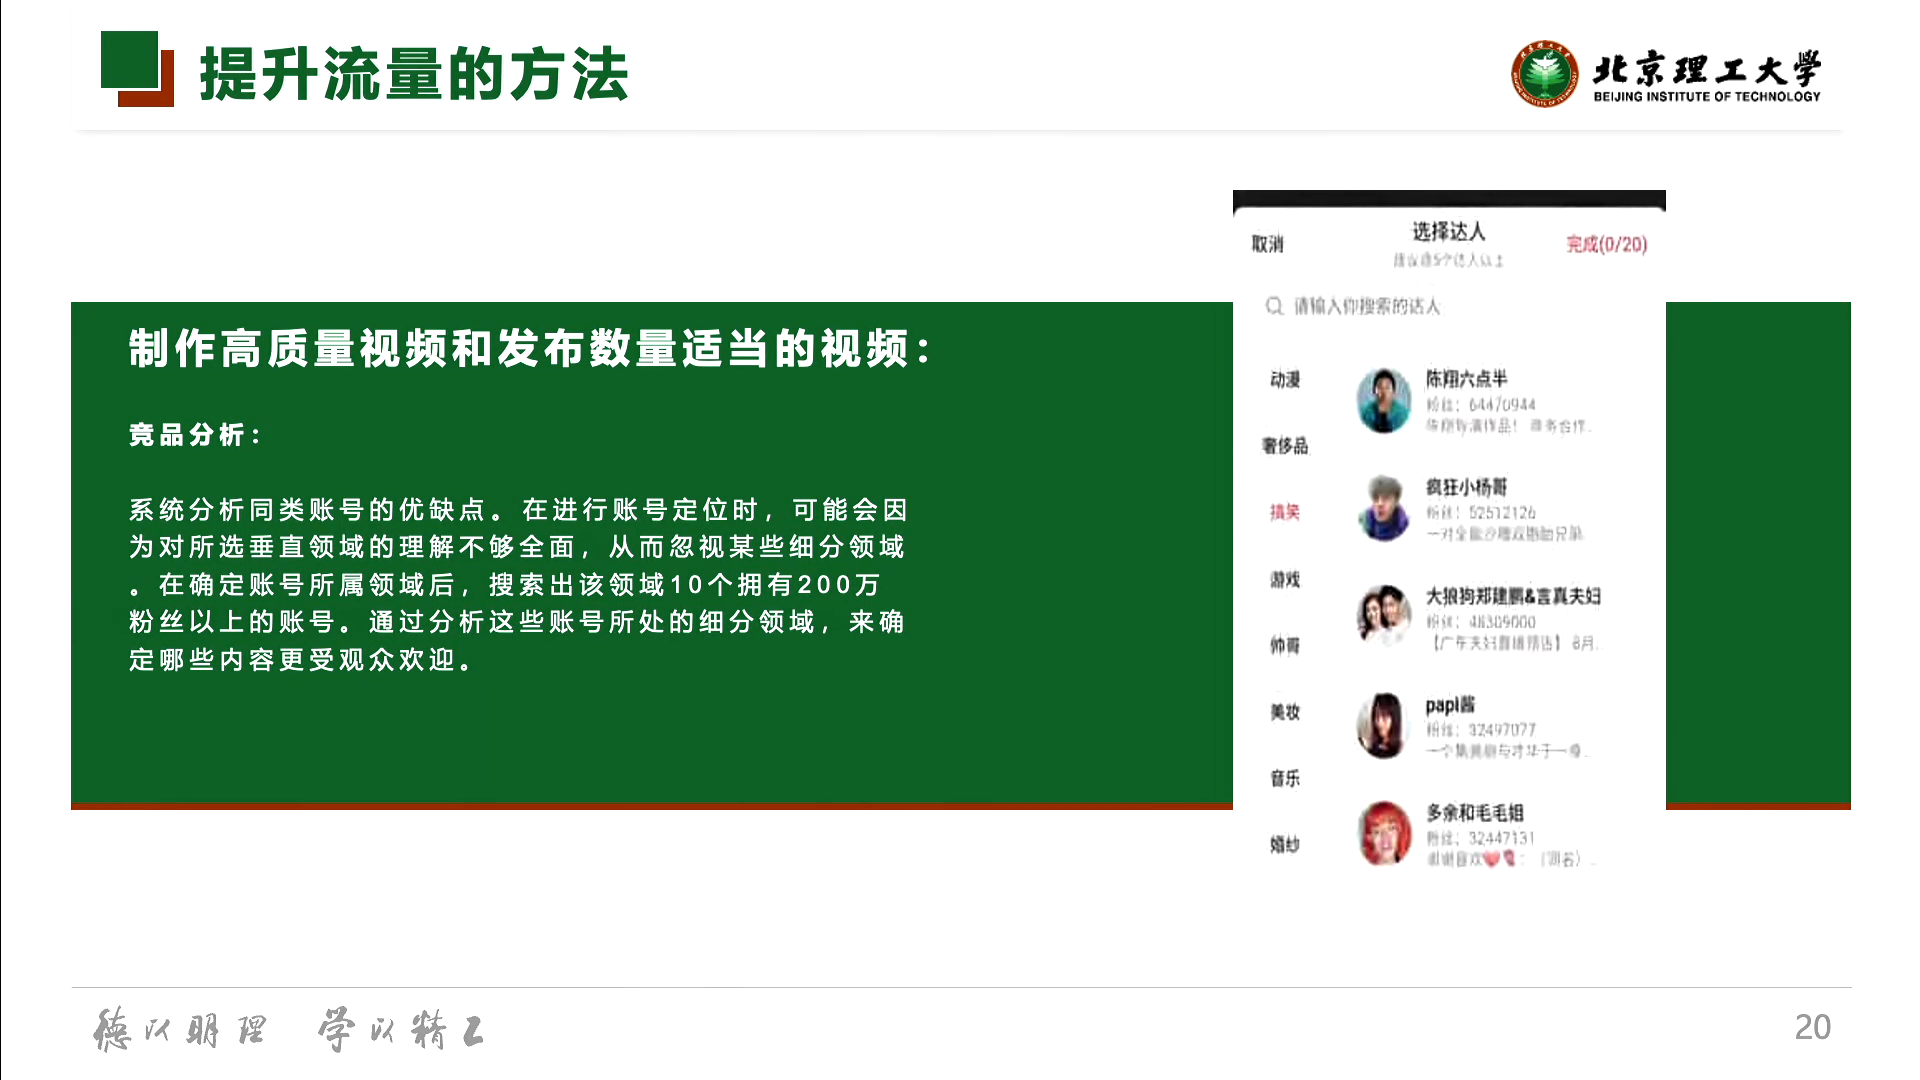 提升流量的方法
北京理工大学
BEIJING INSTITUTE OF TECHNOLOGY
制作高质量视频和发布数量适当的视频：
竞品分析：
系统分析同类账号的优缺点。在进行账号定位时，可能会因
为对所选垂直领域的理解不够全面，从而忽视某些细分领域
。在确定账号所属领域后，搜索出该领域10个拥有200万
粉丝以上的账号。通过分析这些账号所处的细分领域，来确
定哪些内容更受观众欢迎。
取消
选择达人
完成(0/20)
请输入你搜索的达人
动漫
奢侈品
搞笑
游戏
帅哥
美妆
音乐
婚纱
陈翔六点半
粉丝：64470944
疯狂小杨哥
粉丝：52512126
大狼狗郑建鹏&言真夫妇
粉丝：48309000
papi酱
粉丝：32497077
多余和毛毛姐
粉丝：32447131
德以明理 学以精工
20